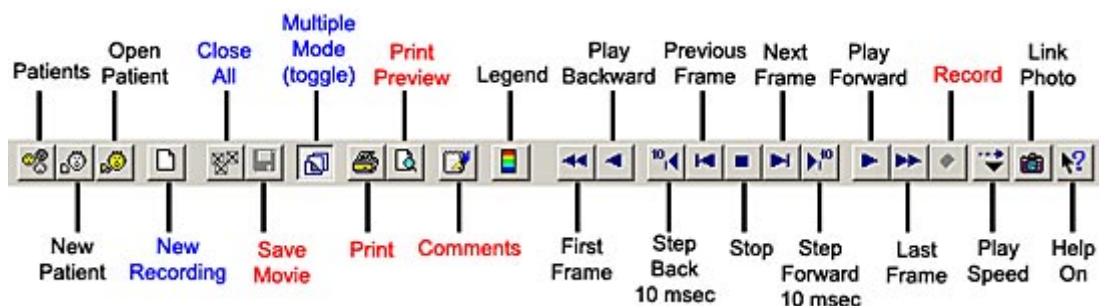 Patients
Open
Patient
Close
All
Multiple
Mode
(toggle)
Print
Preview
Legend
Play
Backward
Previous
Frame
Next
Frame
Play
Forward
Record
Link
Photo
10
10
?
New
Patient
New
Recording
Save
Movie
Print
Comments
First
Frame
Step
Back
10 msec
Stop
Step
Forward
10 msec
Last
Frame
Play
Speed
Help
On